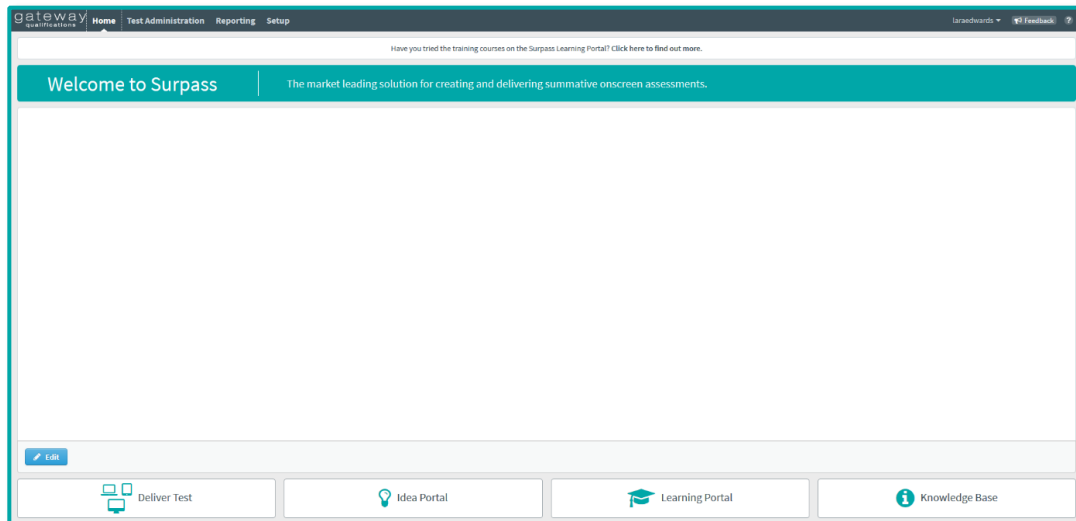 gateway
qualifications
Home Test Administration Reporting Setup laraedwards Feedback ?
Have you tried the training courses on the Surpass Learning Portal? Click here to find out more.
Welcome to Surpass The market leading solution for creating and delivering summative onscreen assessments.
Edit
Deliver Test Idea Portal Learning Portal Knowledge Base